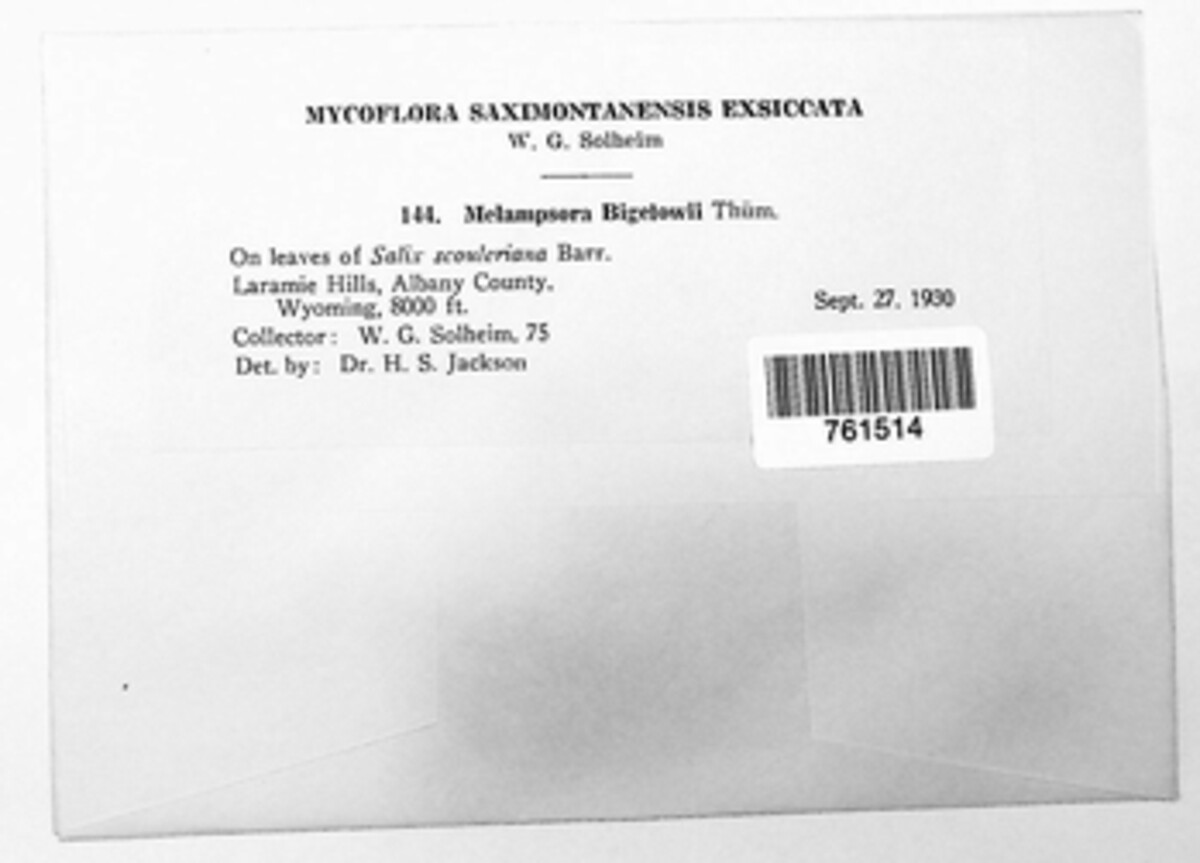 MYCOFLORA SAXIMONTANENSIS EXSICCATA
W. G. Solheim
144. Melampsora Bigelowii Thüm.
On leaves of Salix scouleriana Barr.
Laramie Hills, Albany County,
Wyoming, 8000 ft.
Sept. 27, 1930
Collector: W. G. Solheim, 75
Det. by: Dr. H. S. Jackson
761514